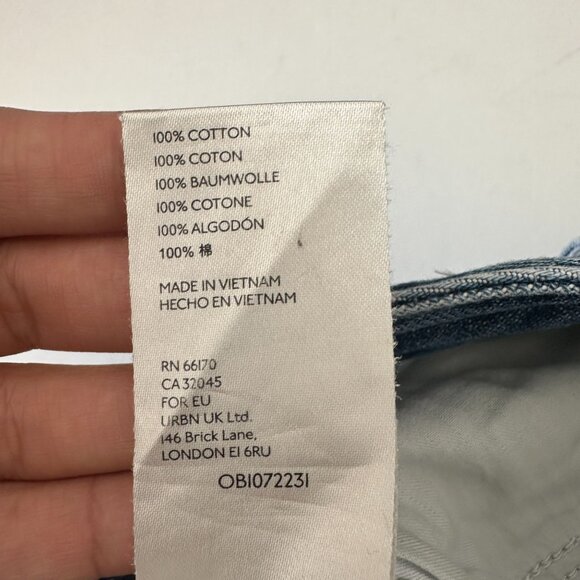 100% COTTON
100% COTON
100% BAUMWOLLE
100% COTONE
100% ALGODÓN
100% 棉
MADE IN VIETNAM
HECHO EN VIETNAM
RN 66170
CA 32045
FOR EU
URBN UK Ltd.
146 Brick Lane,
LONDON E1 6RU
OB1072231